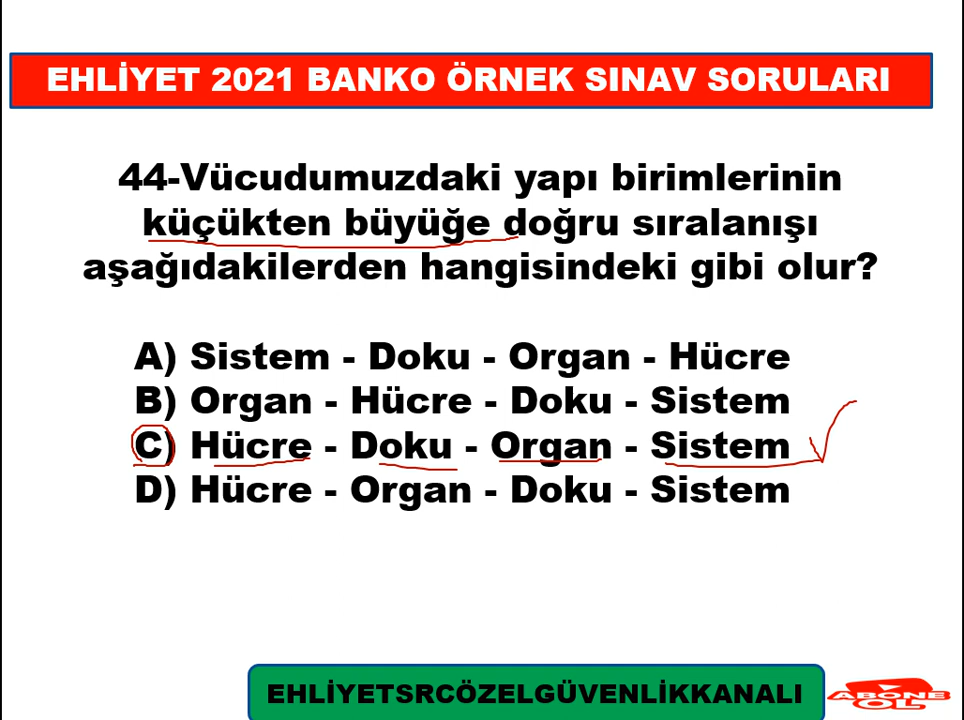 EHLİYET 2021 BANKO ÖRNEK SINAV SORULARI
44-Vücudumuzdaki yapı birimlerinin
küçükten büyüğe doğru sıralanışı
aşağıdakilerden hangisindeki gibi olur?
A) Sistem - Doku - Organ - Hücre
B) Organ - Hücre - Doku - Sistem
C) Hücre - Doku - Organ - Sistem
D) Hücre - Organ - Doku - Sistem
EHLİYETSRCÖZELGÜVENLİKKANALI
ABONE
OL